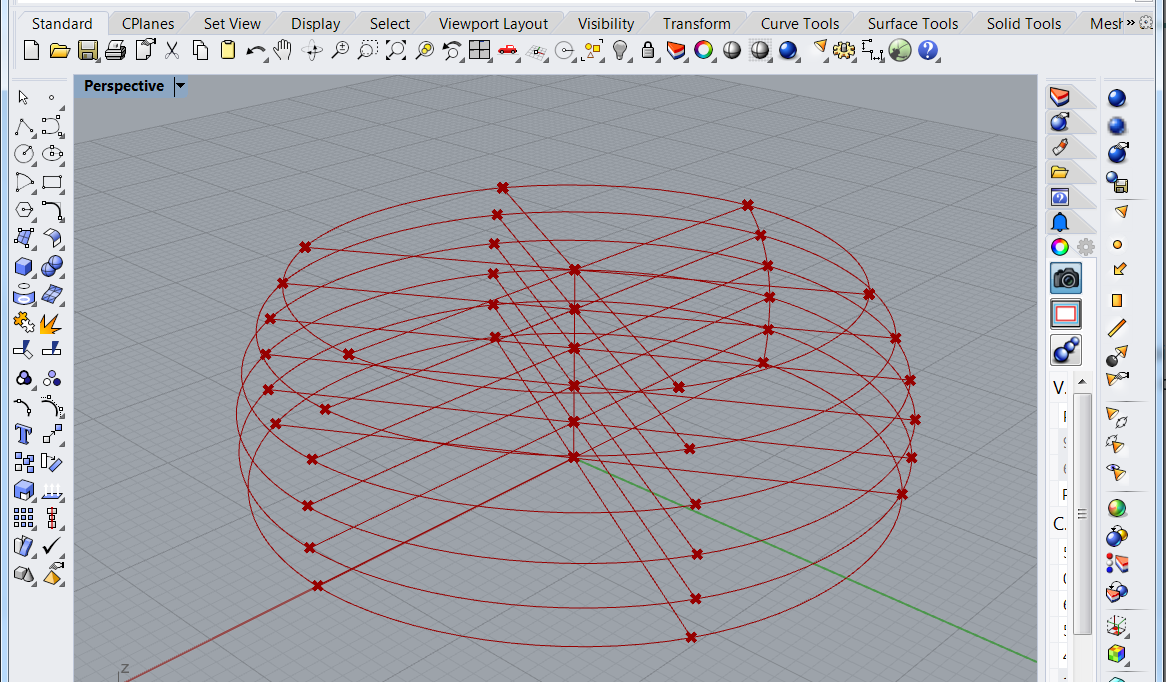 Standard CPlanes Set View Display Select Viewport Layout Visibility Transform Curve Tools Surface Tools Solid Tools Mesh »
Perspective
V.
C.
z